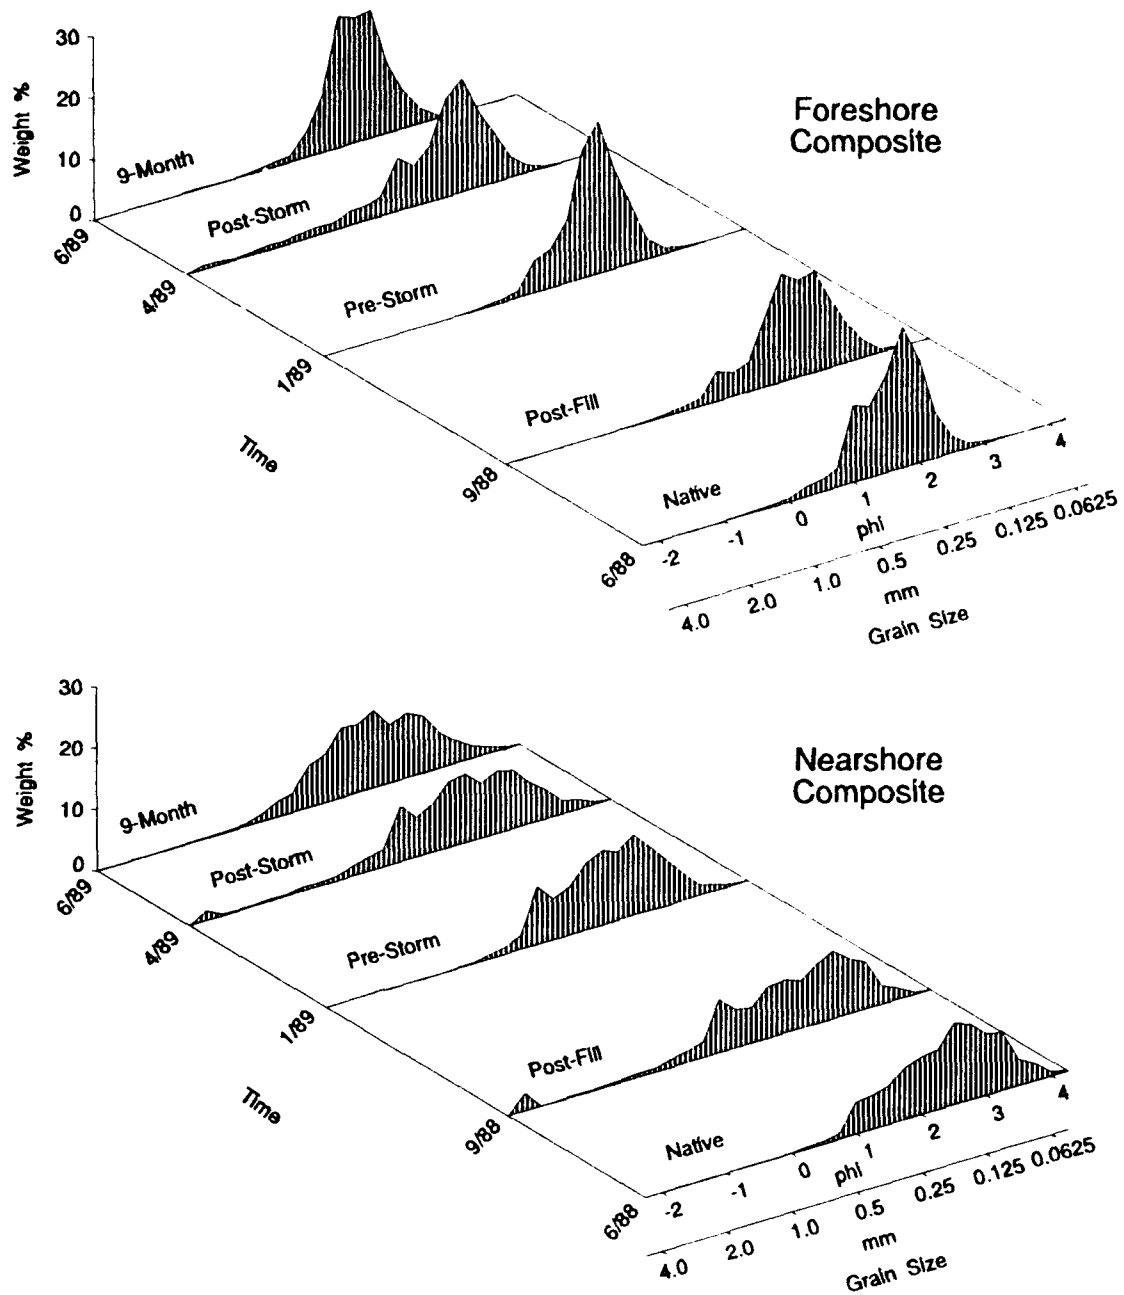 Foreshore
Composite
Weight %
30
20
10
0
9-Month
Post-Storm
Pre-Storm
Post-Fill
Native
6/89
4/89
1/89
9/88
6/88
Time
-2 -1 0 1 2 3 4
phi
4.0 2.0 1.0 0.5 0.25 0.125 0.0625
mm
Grain Size
Nearshore
Composite
Weight %
30
20
10
0
9-Month
Post-Storm
Pre-Storm
Post-Fill
Native
6/89
4/89
1/89
9/88
6/88
Time
-2 -1 0 1 2 3 4
phi
4.0 2.0 1.0 0.5 0.25 0.125 0.0625
mm
Grain Size